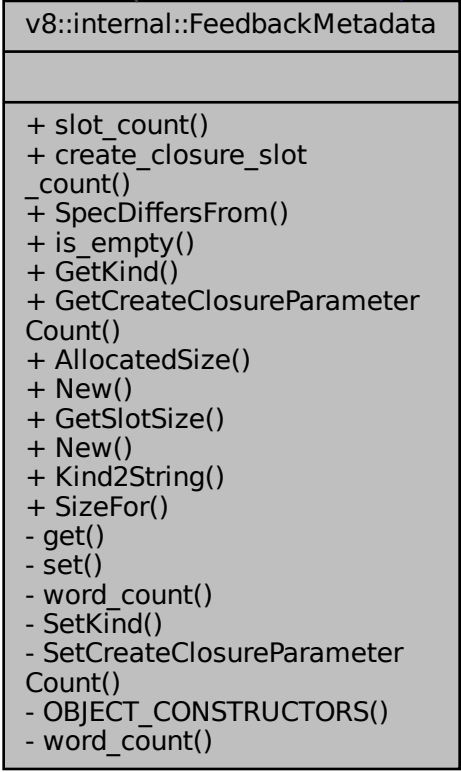 v8::internal::FeedbackMetadata
+ slot_count()
+ create_closure_slot
_count()
+ SpecDiffersFrom()
+ is_empty()
+ GetKind()
+ GetCreateClosureParameter
Count()
+ AllocatedSize()
+ New()
+ GetSlotSize()
+ New()
+ Kind2String()
+ SizeFor()
- get()
- set()
- word_count()
- SetKind()
- SetCreateClosureParameter
Count()
- OBJECT_CONSTRUCTORS()
- word_count()